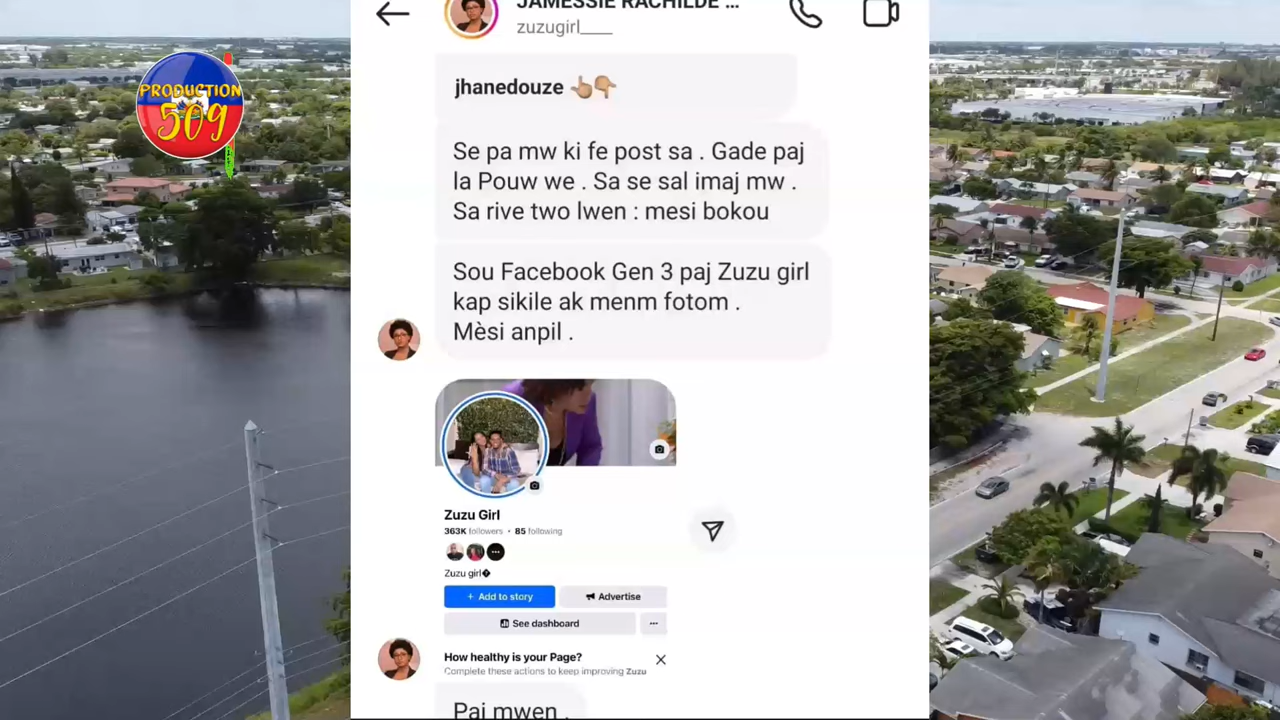 JAMESSIE RACHILDE ...
zuzugirl____
PRODUCTION
509
jhanedouze 👆🏽👇🏽
Se pa mw ki fe post sa . Gade paj
la Pouw we . Sa se sal imaj mw .
Sa rive two lwen : mesi bokou
Sou Facebook Gen 3 paj Zuzu girl
kap sikile ak menm fotom .
Mèsi anpil .
Zuzu Girl
363K followers • 85 following
Zuzu girl�
+ Add to story
Advertise
See dashboard
...
How healthy is your Page?
Complete these actions to keep improving Zuzu
Paj mwen .